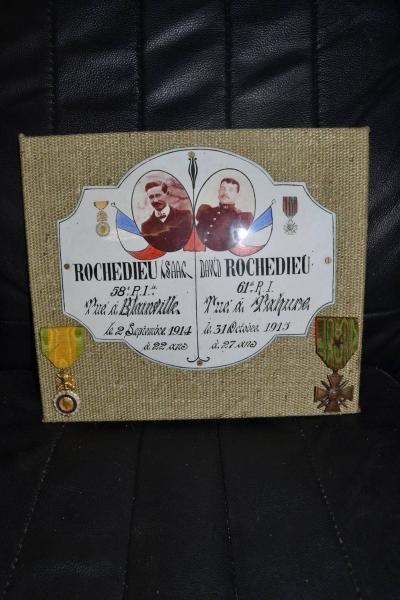 ROCHEDIEU ISAAC
58e R.I.
Tué à Blainville
le 2 Septembre 1914
à 22 ans
DAVID ROCHEDIEU
61e R.I.
Tué à Tahure
le 31 Octobre 1915
à 27 ans